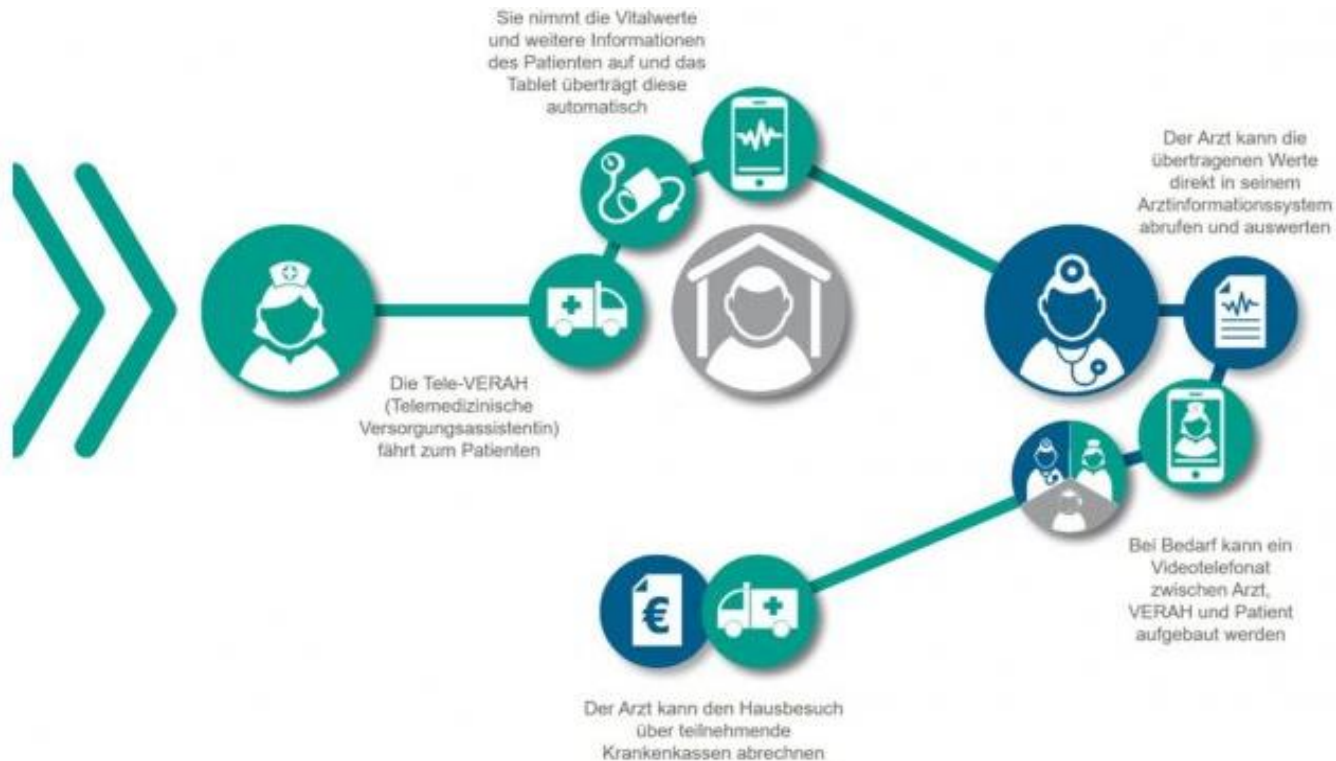 Sie nimmt die Vitalwerte
und weitere Informationen
des Patienten auf und das
Tablet überträgt diese
automatisch
Der Arzt kann die
übertragenen Werte
direkt in seinem
Arztinformationssystem
abrufen und auswerten
Die Tele-VERAH
(Telemedizinische
Versorgungsassistentin)
fährt zum Patienten
Bei Bedarf kann ein
Videotelefonat
zwischen Arzt,
VERAH und Patient
aufgebaut werden
€
Der Arzt kann den Hausbesuch
über teilnehmende
Krankenkassen abrechnen